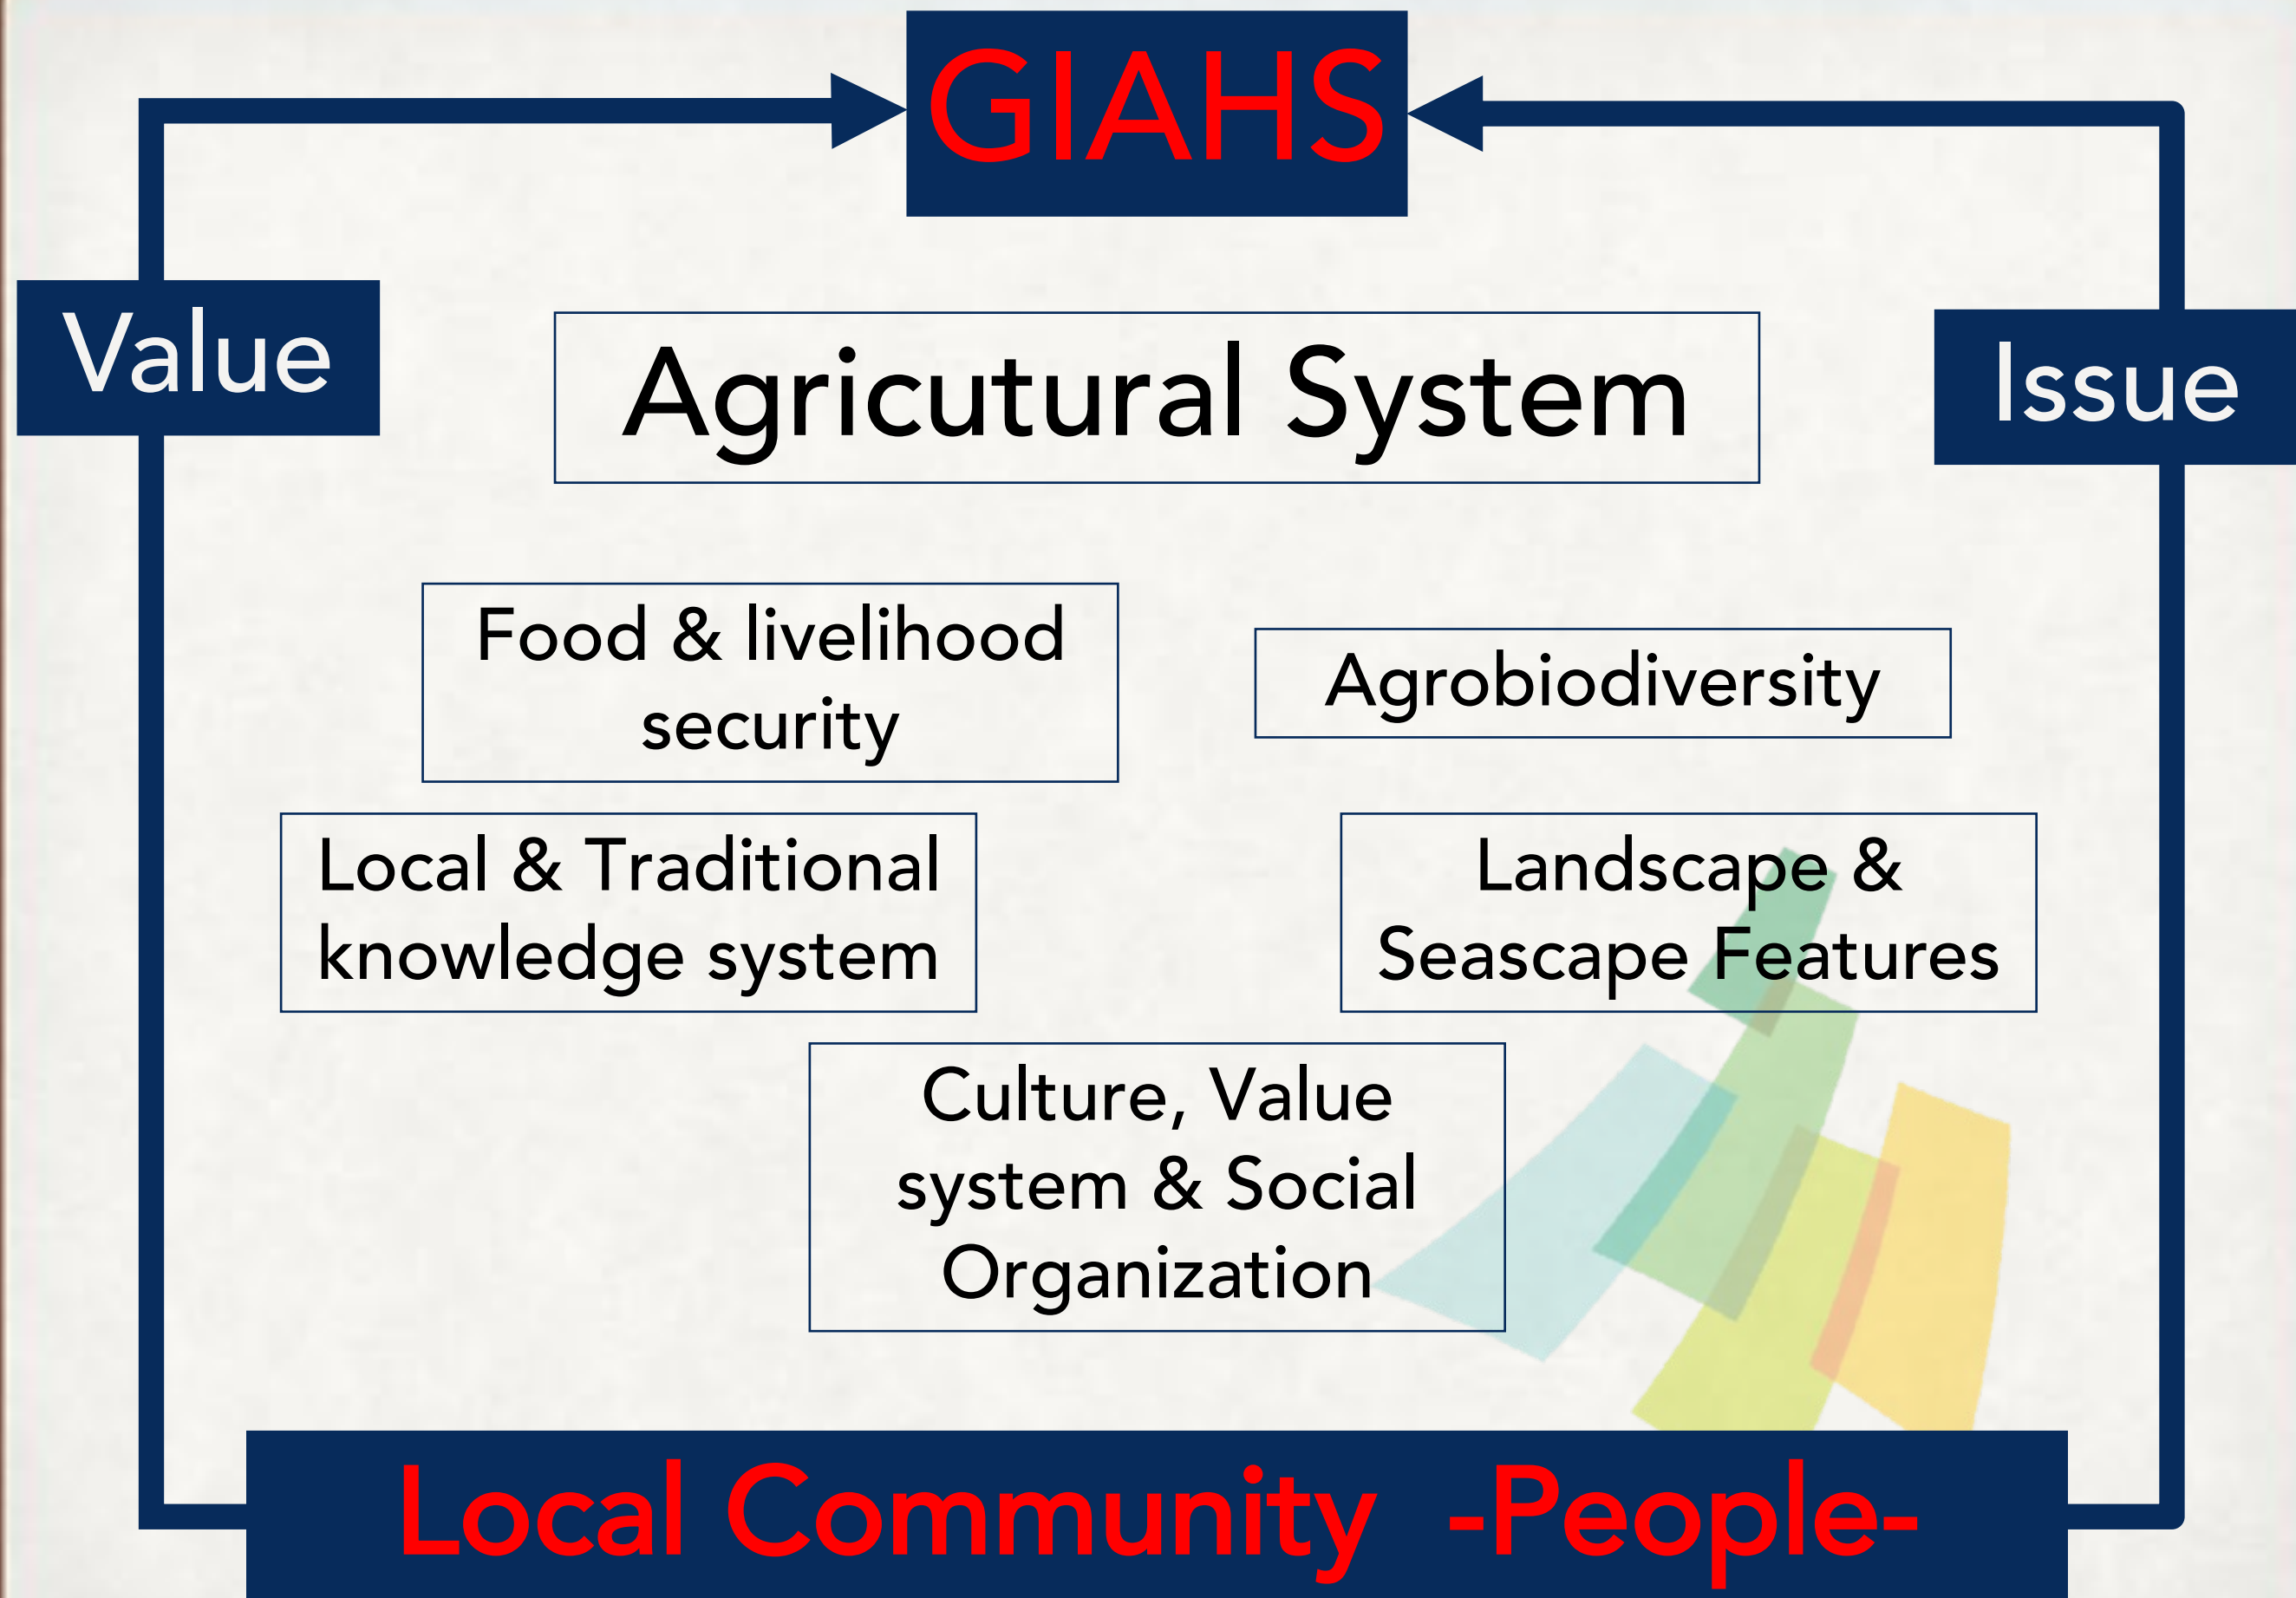 GIAHS
Value
Issue
Agricutural System
Food & livelihood
security
Agrobiodiversity
Local & Traditional
knowledge system
Landscape &
Seascape Features
Culture, Value
system & Social
Organization
Local Community -People-